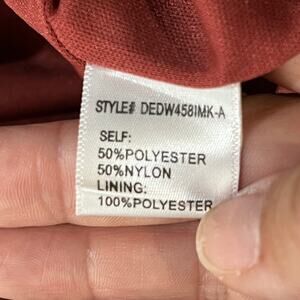 STYLE# DEDW458IMK-A
SELF:
50%POLYESTER
50%NYLON
LINING:
100%POLYESTER